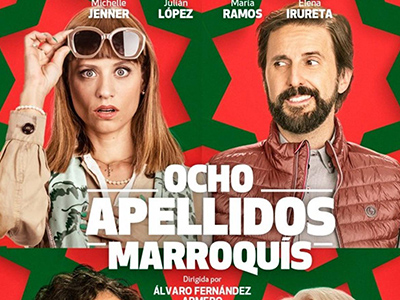 Michelle Julián María Elena
JENNER LÓPEZ RAMOS IRURETA
OCHO
APELLIDOS
MARROQUÍS
Dirigida por
ÁLVARO FERNÁNDEZ
ARMERO